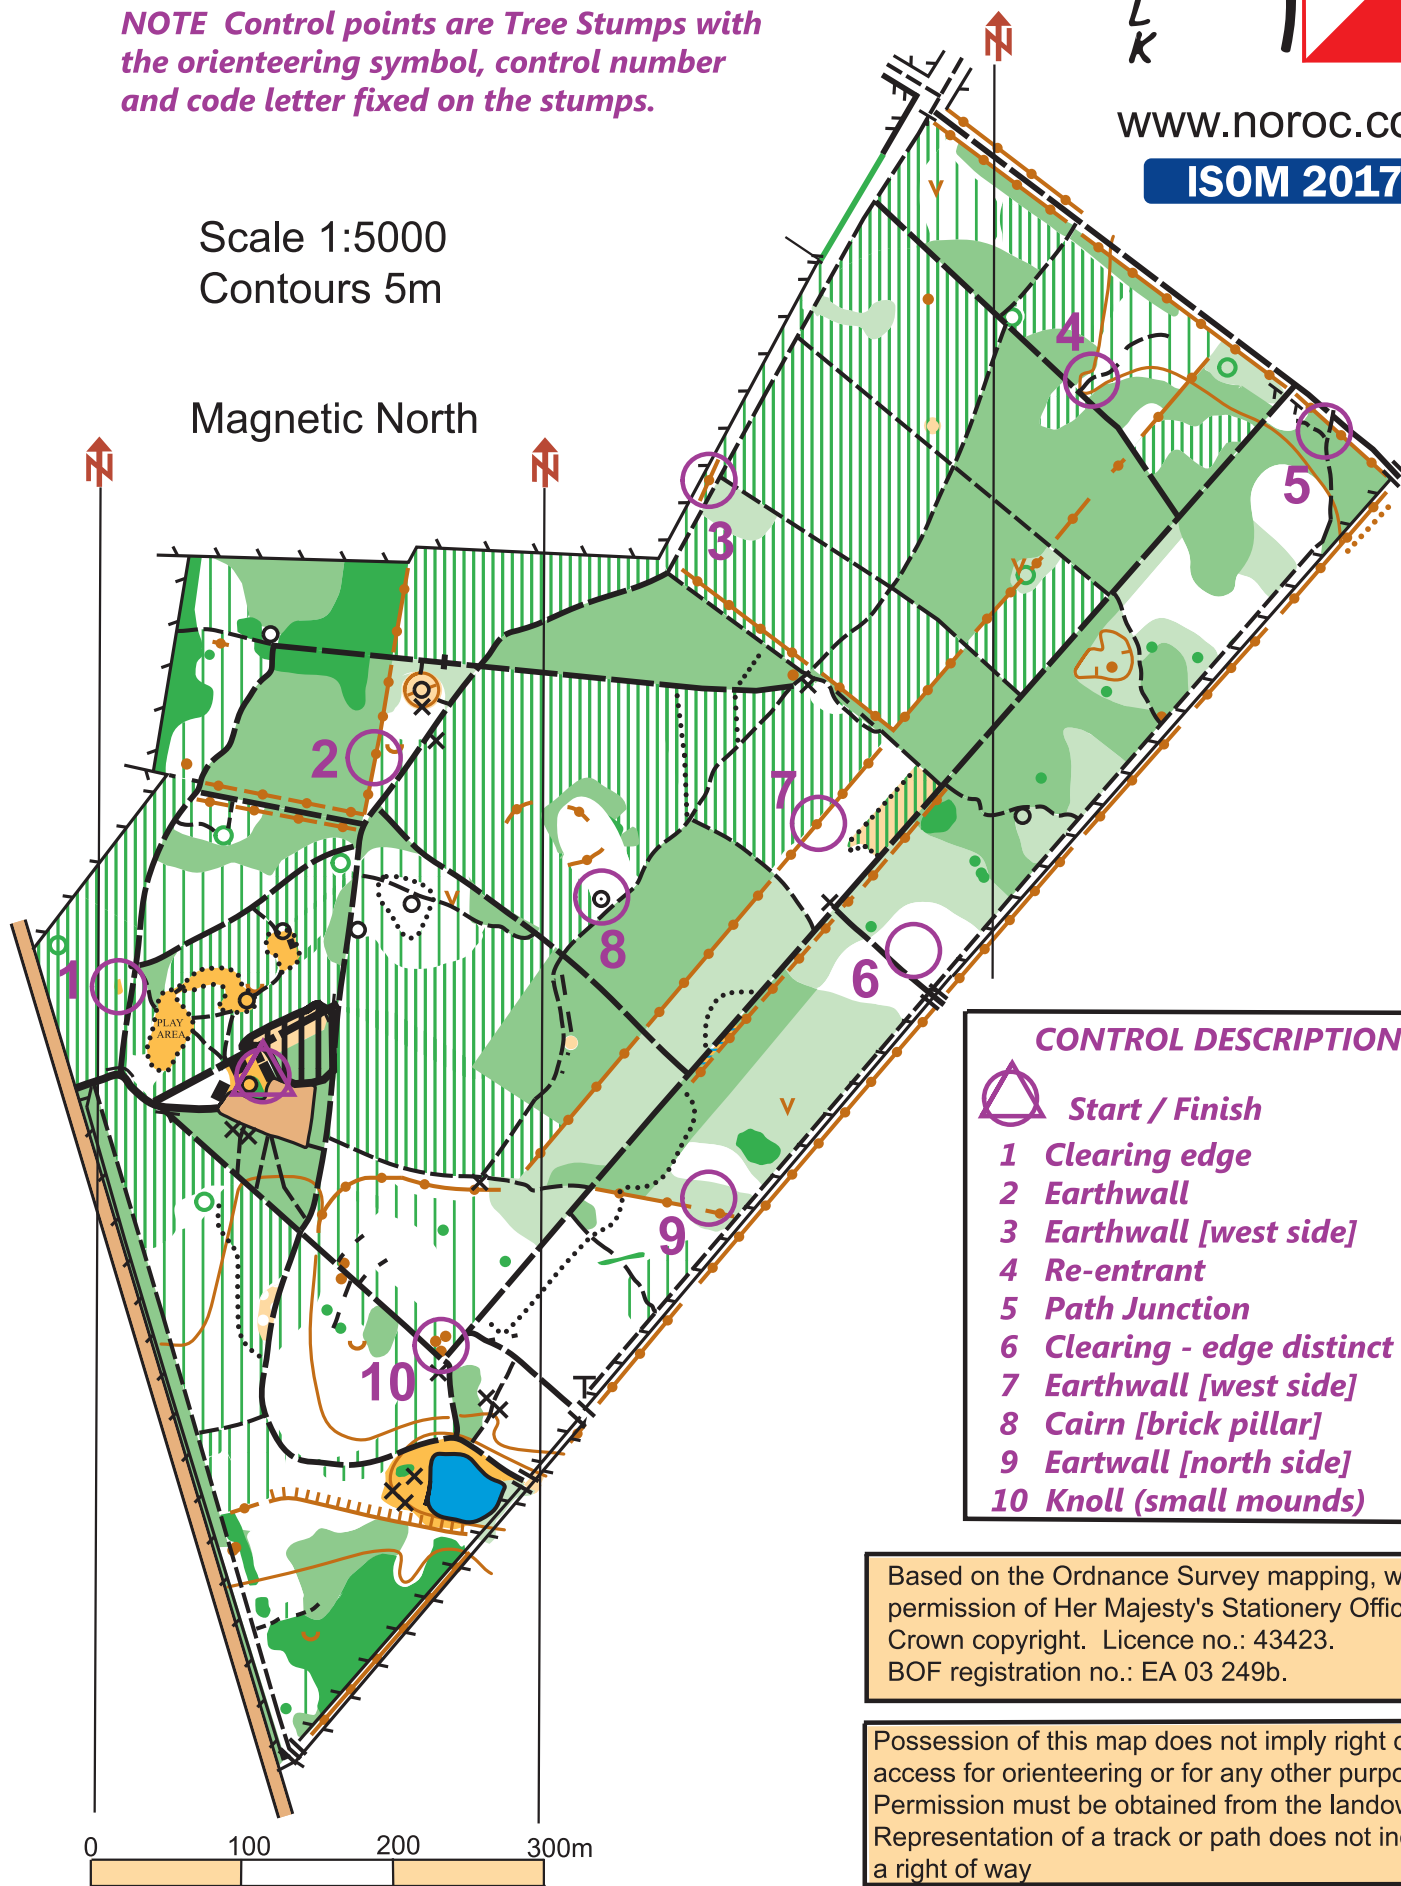 NOTE Control points are Tree Stumps with
the orienteering symbol, control number
and code letter fixed on the stumps.
L
K
www.noroc.co
ISOM 2017
Scale 1:5000
Contours 5m
Magnetic North
N
N
N
4
5
3
2
7
8
6
1
PLAY
AREA
9
10
T
CONTROL DESCRIPTION
Start / Finish
1 Clearing edge
2 Earthwall
3 Earthwall [west side]
4 Re-entrant
5 Path Junction
6 Clearing - edge distinct
7 Earthwall [west side]
8 Cairn [brick pillar]
9 Eartwall [north side]
10 Knoll (small mounds)
Based on the Ordnance Survey mapping, w
permission of Her Majesty's Stationery Offic
Crown copyright. Licence no.: 43423.
BOF registration no.: EA 03 249b.
Possession of this map does not imply right o
access for orienteering or for any other purpo
Permission must be obtained from the landow
Representation of a track or path does not in
a right of way
0 100 200 300m